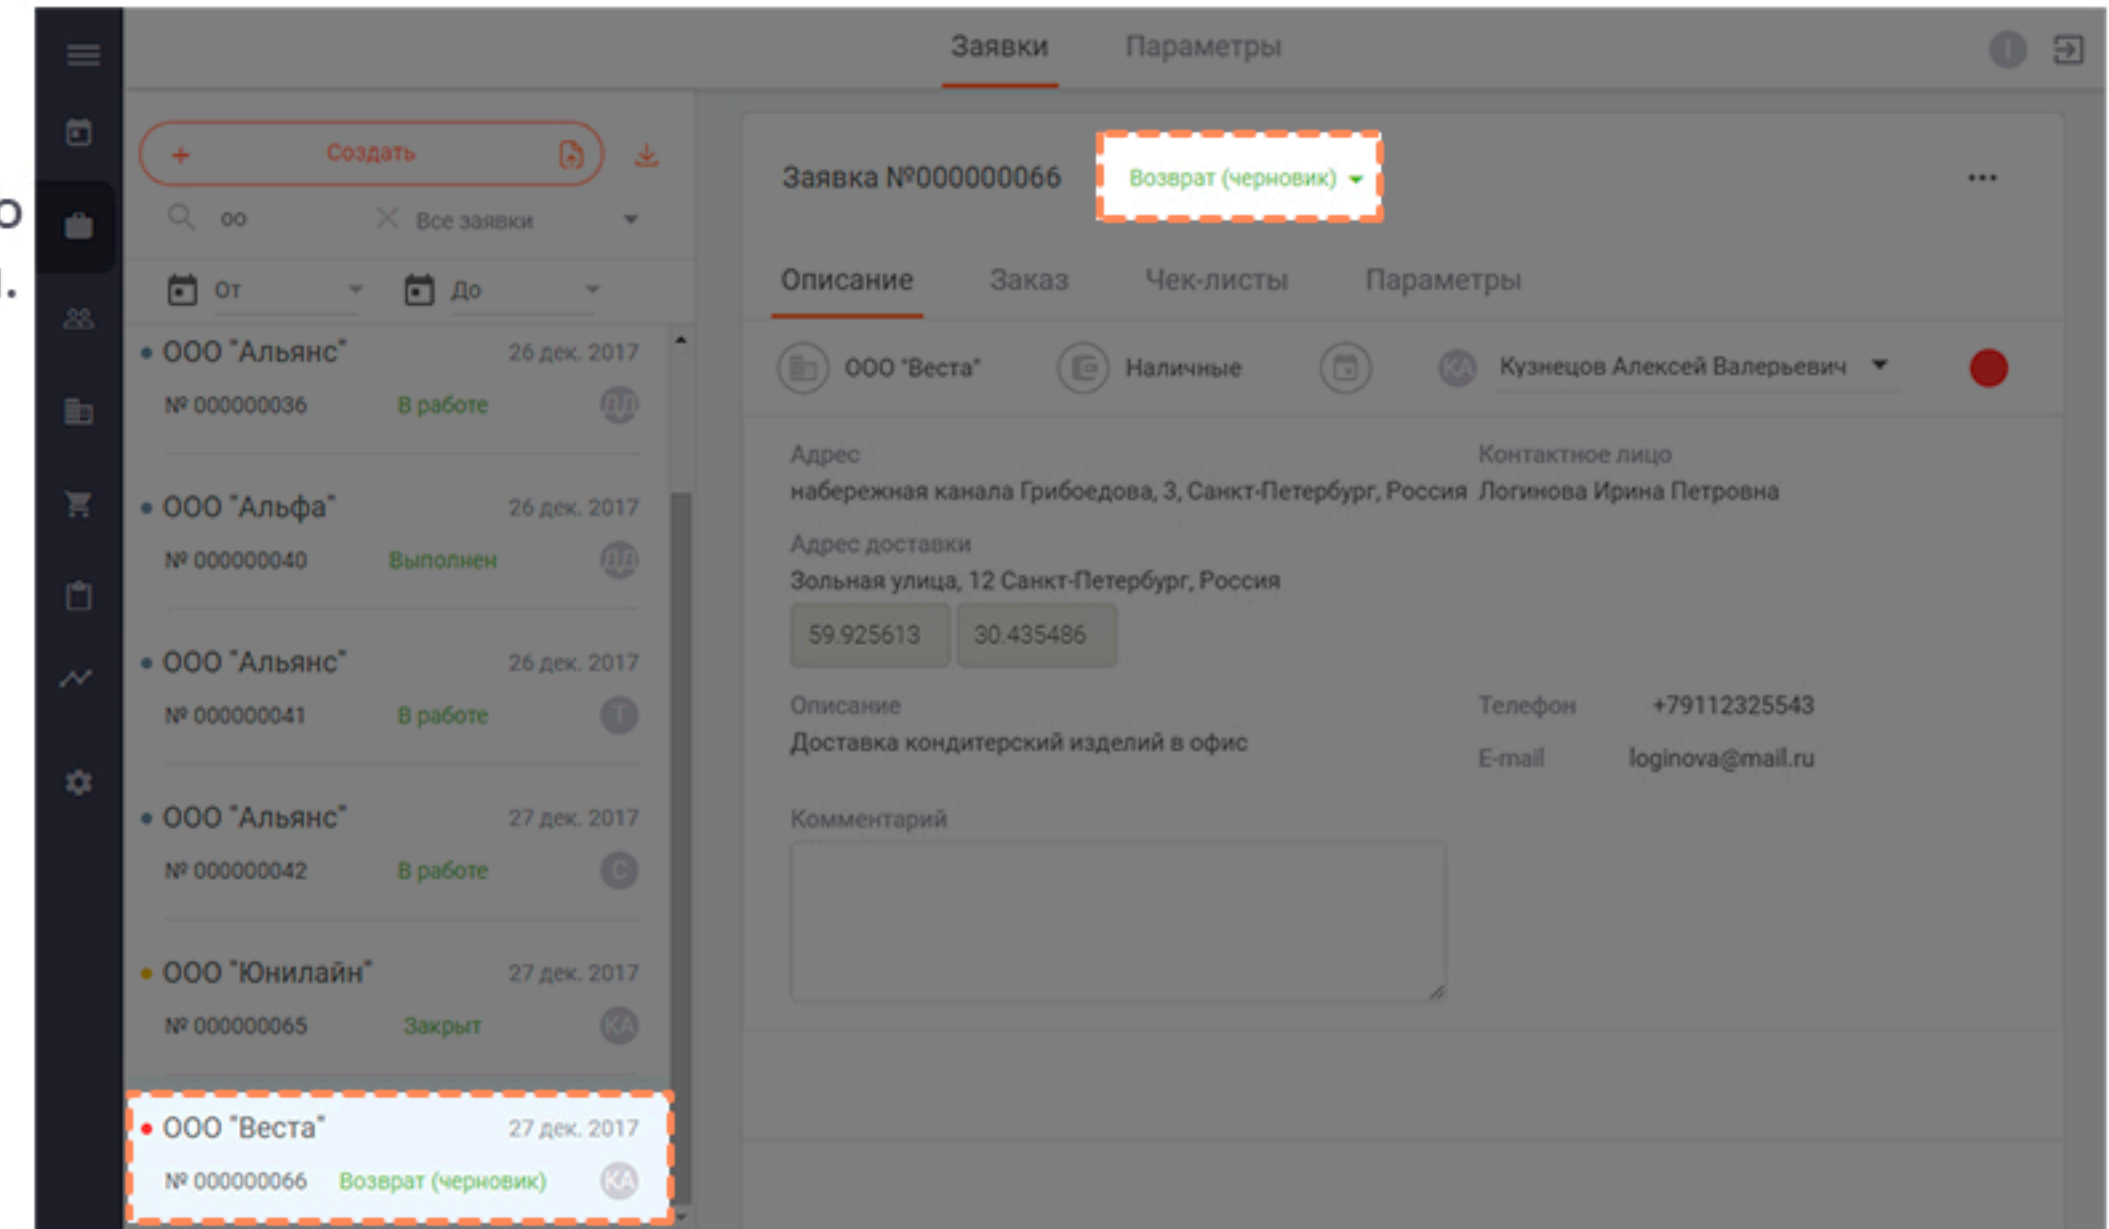 Заявки Параметры
+ Создать
оо Все заявки
От До
ООО "Альянс" 26 дек. 2017
№ 000000036 В работе ДД
ООО "Альфа" 26 дек. 2017
№ 000000040 Выполнен ДД
ООО "Альянс" 26 дек. 2017
№ 000000041 В работе Т
ООО "Альянс" 27 дек. 2017
№ 000000042 В работе С
ООО "Юнилайн" 27 дек. 2017
№ 000000065 Закрыт КА
ООО "Веста" 27 дек. 2017
№ 000000066 Возврат (черновик) КА
Заявка №000000066 Возврат (черновик)
Описание Заказ Чек-листы Параметры
ООО "Веста" Наличные КА Кузнецов Алексей Валерьевич
Адрес Контактное лицо
набережная канала Грибоедова, 3, Санкт-Петербург, Россия Логинова Ирина Петровна
Адрес доставки
Зольная улица, 12 Санкт-Петербург, Россия
59.925613 30.435486
Описание Телефон +79112325543
Доставка кондитерский изделий в офис
E-mail loginova@mail.ru
Комментарий